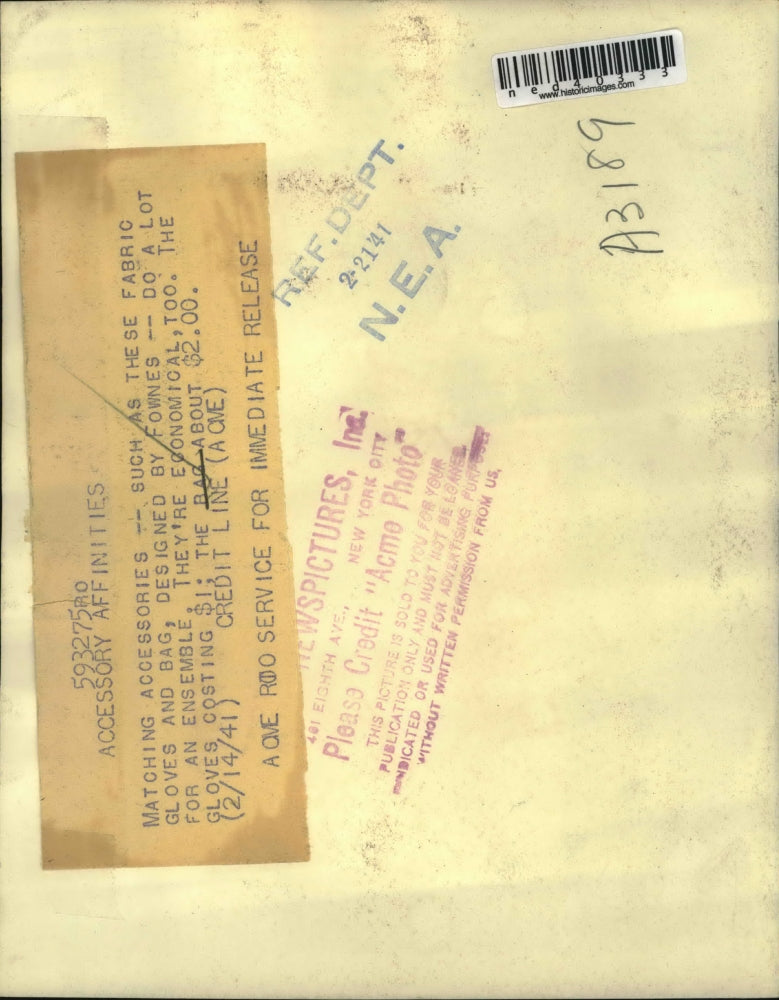 593275RO
ACCESSORY AFFINITIES
MATCHING ACCESSORIES -- SUCH AS THESE FABRIC
GLOVES AND BAG, DESIGNED BY FOWNES -- DO A LOT
FOR AN ENSEMBLE. THEY'RE ECONOMICAL, TOO. THE
GLOVES COSTING $1; THE BAG ABOUT $2.00.
(2/14/41) CREDIT LINE (ACME)
ACME ROTO SERVICE FOR IMMEDIATE RELEASE
NEWSPICTURES, Inc.
461 EIGHTH AVE., NEW YORK CITY
Please Credit "Acme Photo"
THIS PICTURE IS SOLD TO YOU FOR YOUR
PUBLICATION ONLY AND MUST NOT BE LOANED,
SYNDICATED OR USED FOR ADVERTISING PURPOSES
WITHOUT WRITTEN PERMISSION FROM US.
REF. DEPT.
2-2141
N.E.A.
ned40333
www.historicimages.com
A3189